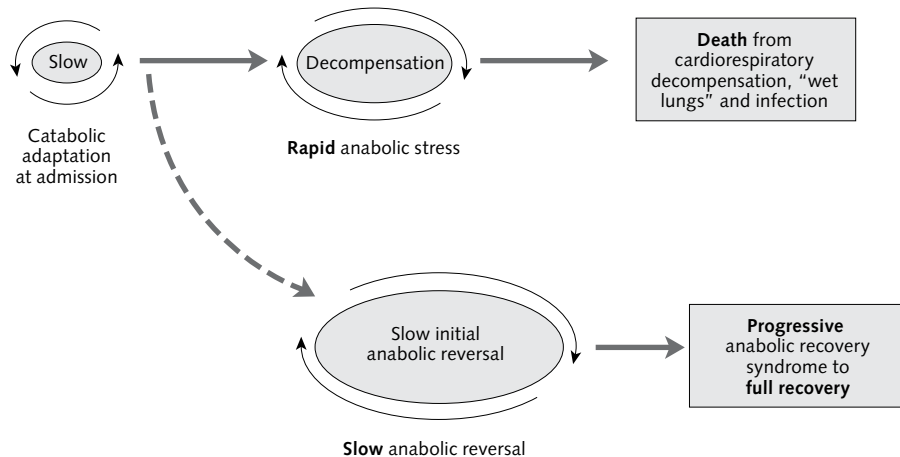 Slow
Catabolic
adaptation
at admission
Decompensation
Rapid anabolic stress
Death from
cardiorespiratory
decompensation, “wet
lungs” and infection
Slow initial
anabolic reversal
Slow anabolic reversal
Progressive
anabolic recovery
syndrome to
full recovery